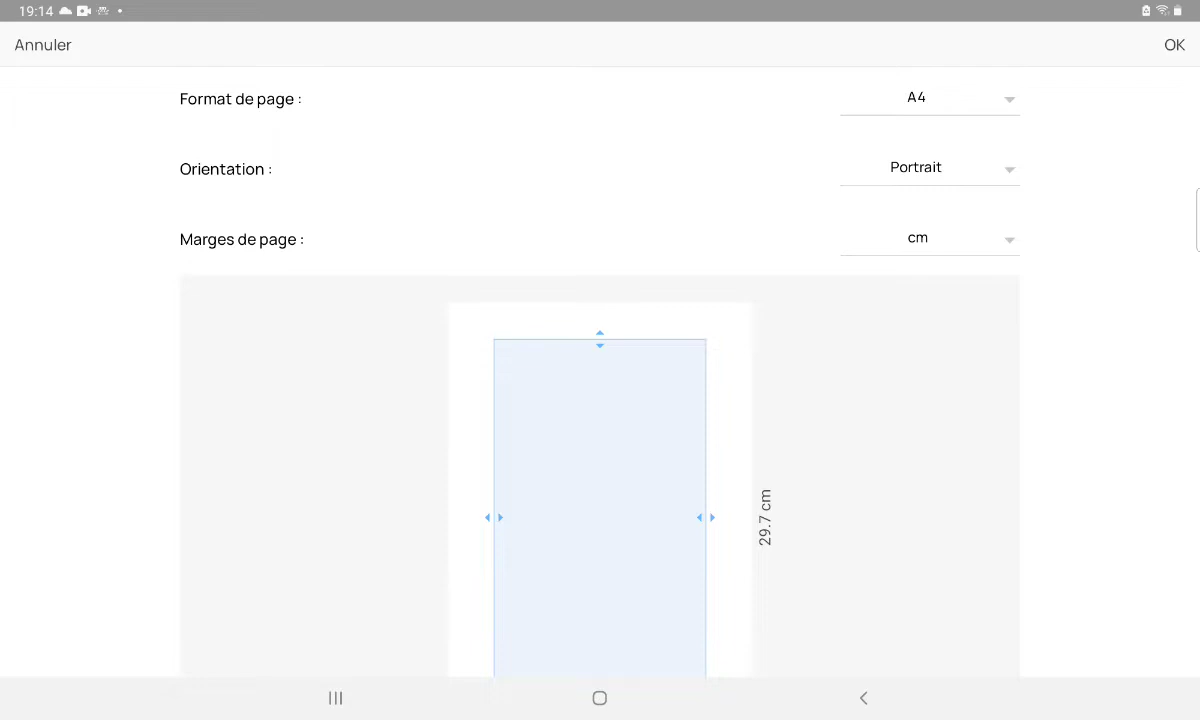 19:14
Annuler
OK
Format de page :
A4
Orientation :
Portrait
Marges de page :
cm
29.7 cm